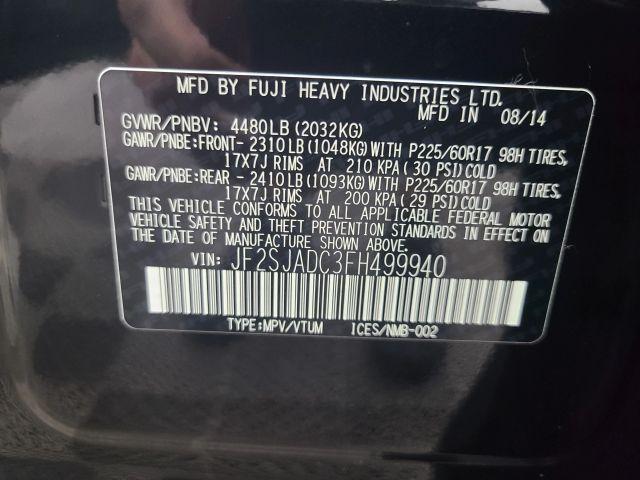 MFD BY FUJI HEAVY INDUSTRIES LTD.
MFD IN 08/14
GVWR/PNBV: 4480LB(2032KG)
GAWR/PNBE:FRONT- 2310LB(1048KG)WITH P225/60R17 98H TIRES,
17X7J RIMS AT 210 KPA( 30 PSI)COLD
GAWR/PNBE:REAR - 2410LB(1093KG)WITH P225/60R17 98H TIRES,
17X7J RIMS AT 200 KPA( 29 PSI)COLD
THIS VEHICLE CONFORMS TO ALL APPLICABLE FEDERAL MOTOR
VEHICLE SAFETY AND THEFT PREVENTION STANDARDS IN EFFECT ON
THE DATE OF MANUFACTURE SHOWN ABOVE.
VIN: JF2SJADC3FH499940
TYPE:MPV/VTUM ICES/NMB-002